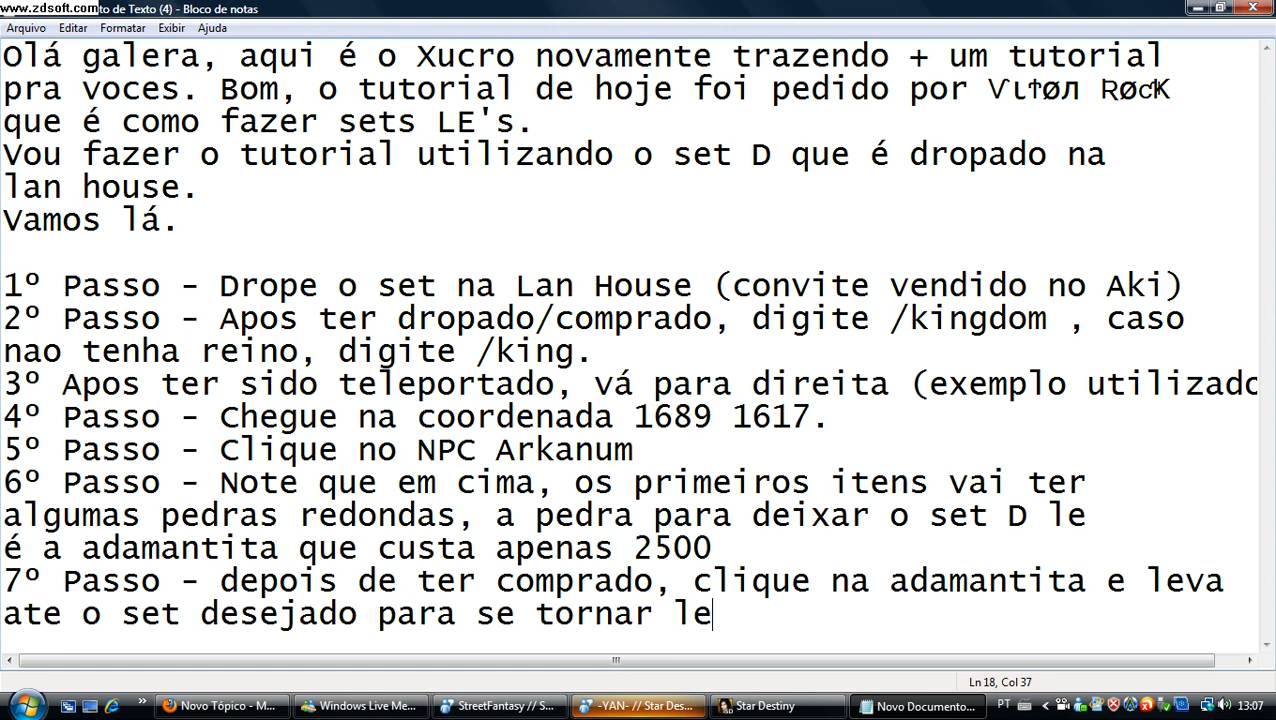 www.zdsoft.com to de Texto (4) - Bloco de notas
Arquivo Editar Formatar Exibir Ajuda
Olá galera, aqui é o Xucro novamente trazendo + um tutorial
pra voces. Bom, o tutorial de hoje foi pedido por
que é como fazer sets LE's.
Vou fazer o tutorial utilizando o set D que é dropado na
lan house.
Vamos lá.
1º Passo - Drope o set na Lan House (convite vendido no Aki)
2º Passo - Apos ter dropado/comprado, digite /kingdom , caso
nao tenha reino, digite /king.
3º Apos ter sido teleportado, vá para direita (exemplo utilizado
4º Passo - Chegue na coordenada 1689 1617.
5º Passo - Clique no NPC Arkanum
6º Passo - Note que em cima, os primeiros itens vai ter
algumas pedras redondas, a pedra para deixar o set D le
é a adamantita que custa apenas 2500
7º Passo - depois de ter comprado, clique na adamantita e leva
ate o set desejado para se tornar le
Ln 18, Col 37
Novo Tópico - M... Windows Live Me... StreetFantasy // S... -YAN- // Star Des... Star Destiny Novo Documento... PT 13:07